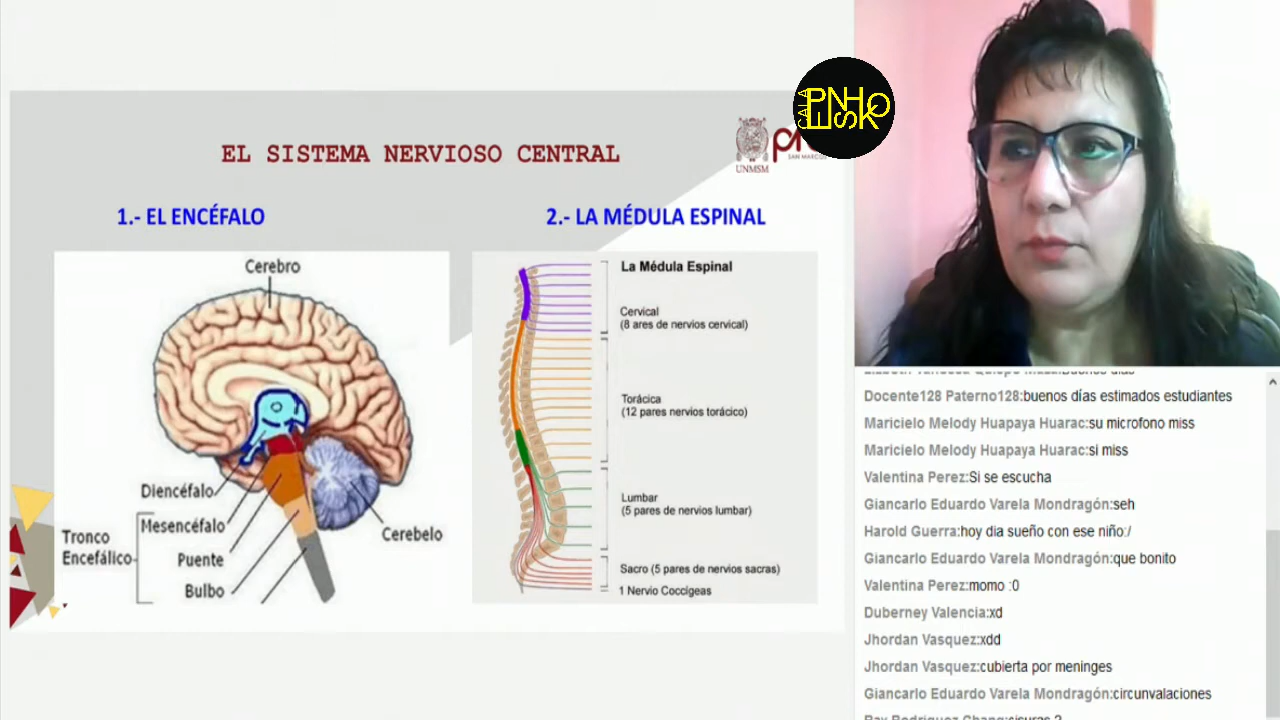 EL SISTEMA NERVIOSO CENTRAL
UNMSM
SAN MARCOS
CALA
PENHO
ESK
1.- EL ENCÉFALO
2.- LA MÉDULA ESPINAL
Cerebro
Diencéfalo
Mesencéfalo
Tronco
Encefálico
Puente
Bulbo
Cerebelo
La Médula Espinal
Cervical
(8 ares de nervios cervical)
Torácica
(12 pares nervios torácico)
Lumbar
(5 pares de nervios lumbar)
Sacro (5 pares de nervios sacras)
1 Nervio Coccígeas
Docente128 Paterno128:buenos días estimados estudiantes
Maricielo Melody Huapaya Huarac:su microfono miss
Maricielo Melody Huapaya Huarac:si miss
Valentina Perez:Si se escucha
Giancarlo Eduardo Varela Mondragón:seh
Harold Guerra:hoy dia sueño con ese niño:/
Giancarlo Eduardo Varela Mondragón:que bonito
Valentina Perez:momo :0
Duberney Valencia:xd
Jhordan Vasquez:xdd
Jhordan Vasquez:cubierta por meninges
Giancarlo Eduardo Varela Mondragón:circunvalaciones